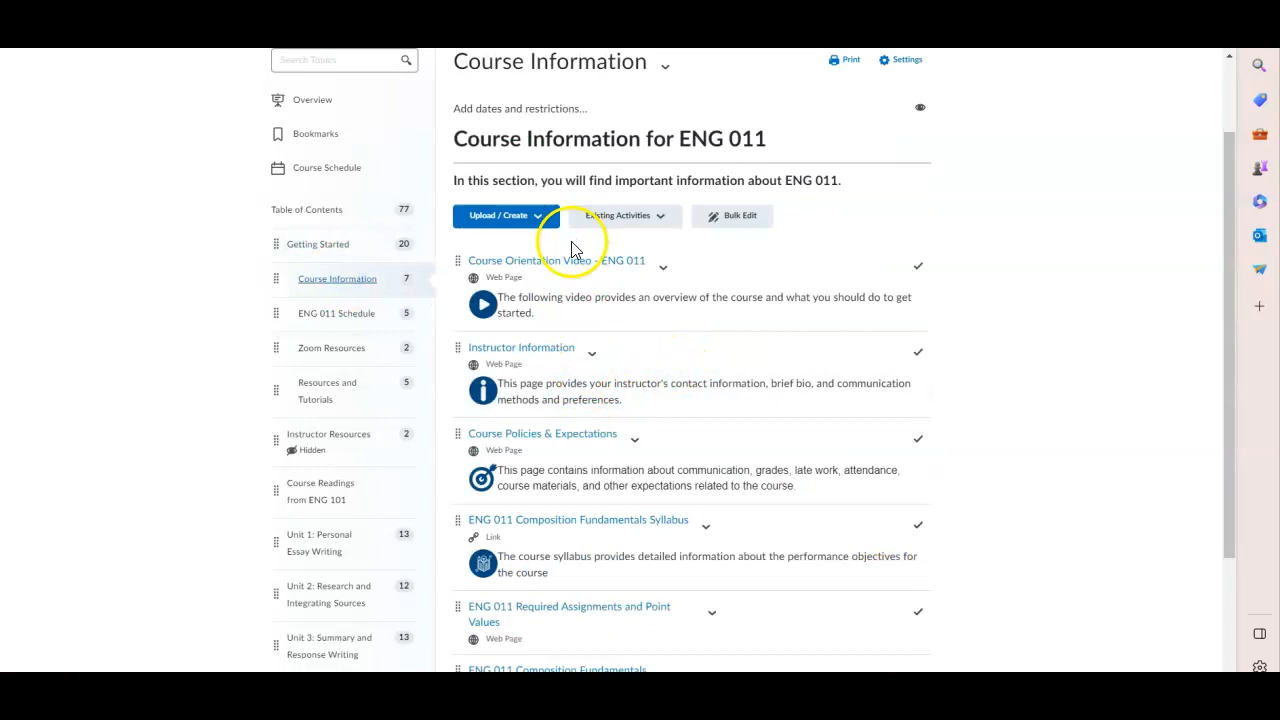 Search Topics
Overview
Bookmarks
Course Schedule
Table of Contents 77
Getting Started 20
Course Information 7
ENG 011 Schedule 5
Zoom Resources 2
Resources and 5
Tutorials
Instructor Resources 2
Hidden
Course Readings
from ENG 101
Unit 1: Personal 13
Essay Writing
Unit 2: Research and 12
Integrating Sources
Unit 3: Summary and 13
Response Writing
Course Information
Print Settings
Add dates and restrictions...
Course Information for ENG 011
In this section, you will find important information about ENG 011.
Upload / Create Existing Activities Bulk Edit
Course Orientation Video - ENG 011
Web Page
The following video provides an overview of the course and what you should do to get
started.
Instructor Information
Web Page
This page provides your instructor's contact information, brief bio, and communication
methods and preferences.
Course Policies & Expectations
Web Page
This page contains information about communication, grades, late work, attendance,
course materials, and other expectations related to the course.
ENG 011 Composition Fundamentals Syllabus
Link
The course syllabus provides detailed information about the performance objectives for
the course
ENG 011 Required Assignments and Point
Values
Web Page
ENG 011 Composition Fundamentals